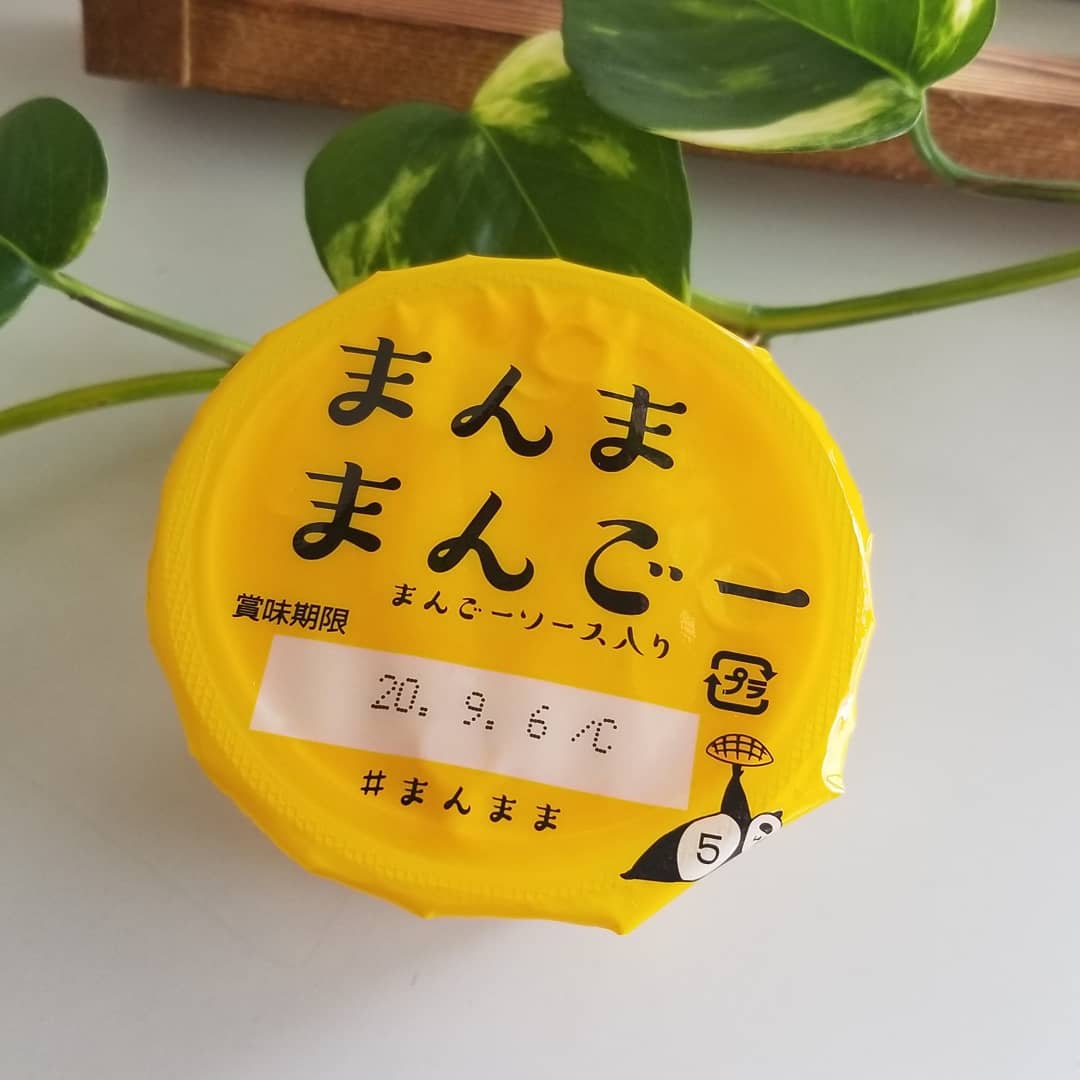 まんま
まんごー
まんごーソース入り
賞味期限
20. 9. 6 /C
プラ
#まんまま
5